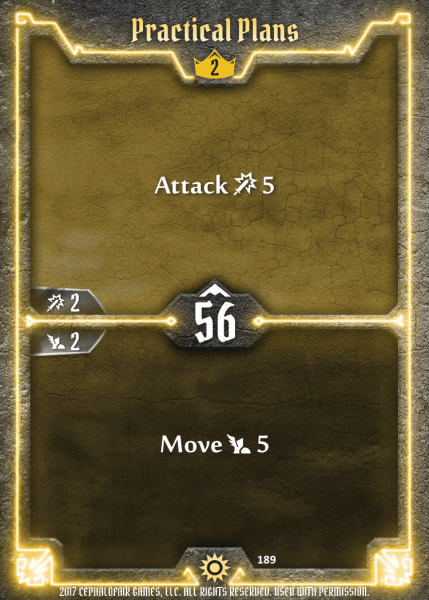 Practical Plans
2
Attack 5
2
56
2
Move 5
189
2017 CEPHALOFAIR GAMES, LLC. ALL RIGHTS RESERVED. USED WITH PERMISSION.